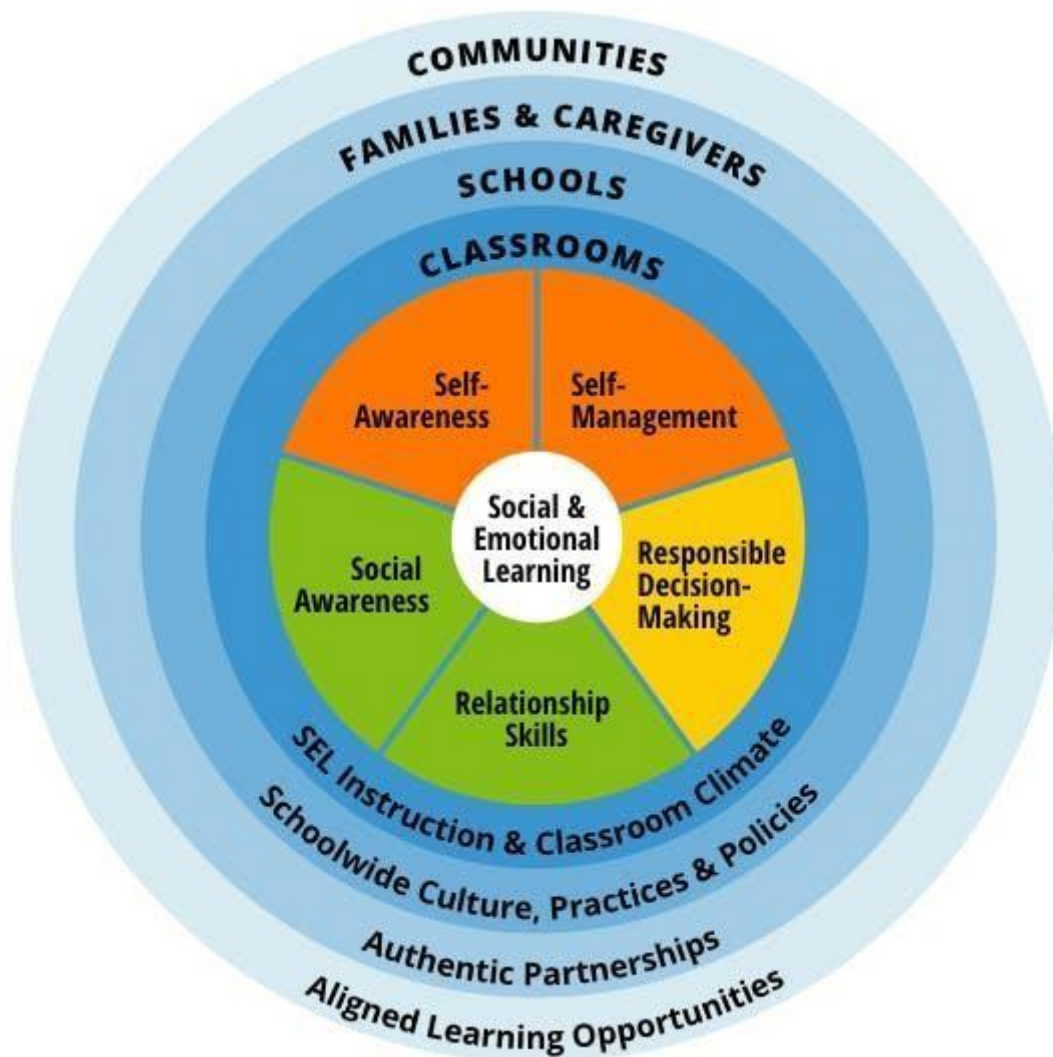 COMMUNITIES
FAMILIES & CAREGIVERS
SCHOOLS
CLASSROOMS
Self-
Awareness
Self-
Management
Social &
Emotional
Learning
Social
Awareness
Responsible
Decision-
Making
Relationship
Skills
SEL Instruction & Classroom Climate
Schoolwide Culture, Practices & Policies
Authentic Partnerships
Aligned Learning Opportunities